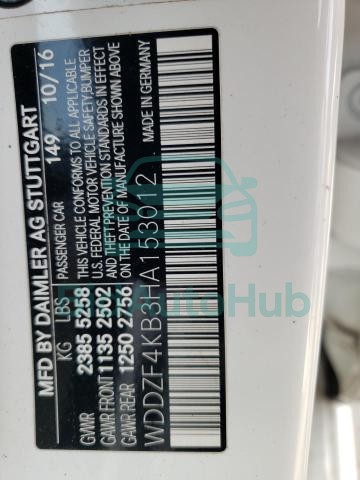 MFD BY DAIMLER AG STUTTGART
KG LBS PASSENGER CAR 149 10/16
GVWR 2385 5258 THIS VEHICLE CONFORMS TO ALL APPLICABLE
U.S. FEDERAL MOTOR VEHICLE SAFETY, BUMPER
GAWR FRONT 1135 2502 AND THEFT PREVENTION STANDARDS IN EFFECT
GAWR REAR 1250 2756 ON THE DATE OF MANUFACTURE SHOWN ABOVE
WDDZF4KB3HA153012 MADE IN GERMANY
AutoHub